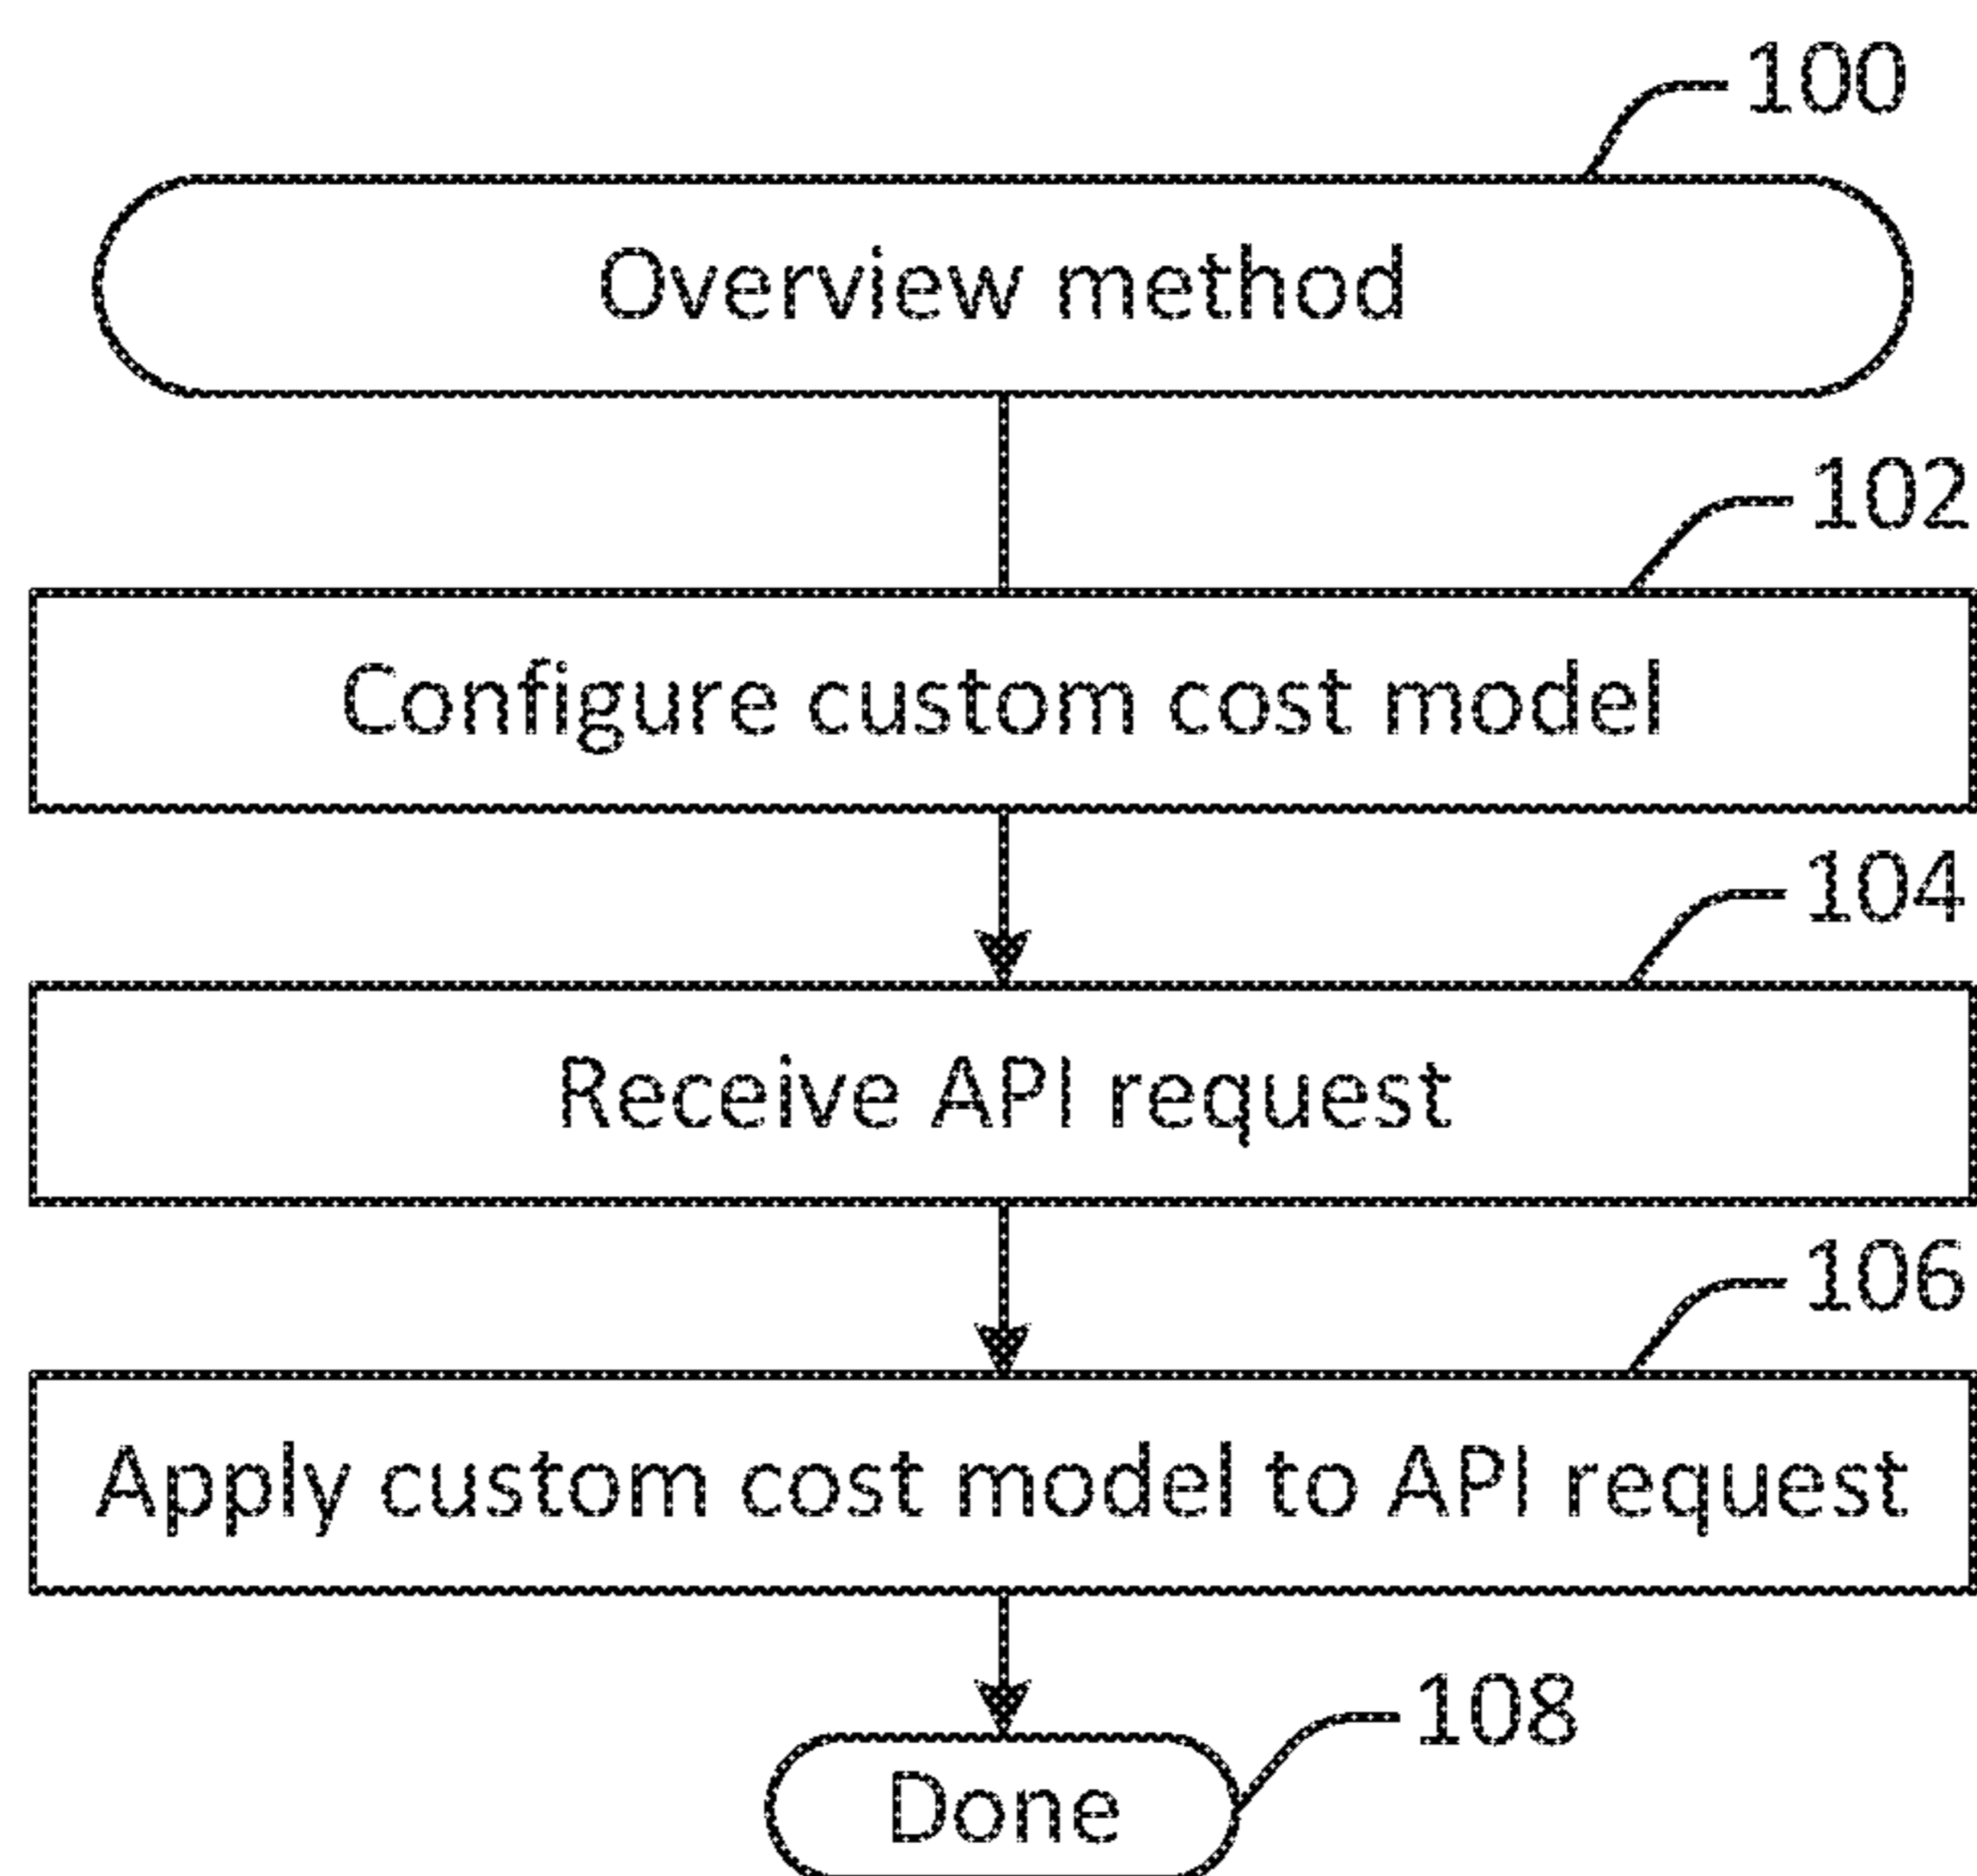 100
Overview method
102
Configure custom cost model
104
Receive API request
106
Apply custom cost model to API request
108
Done